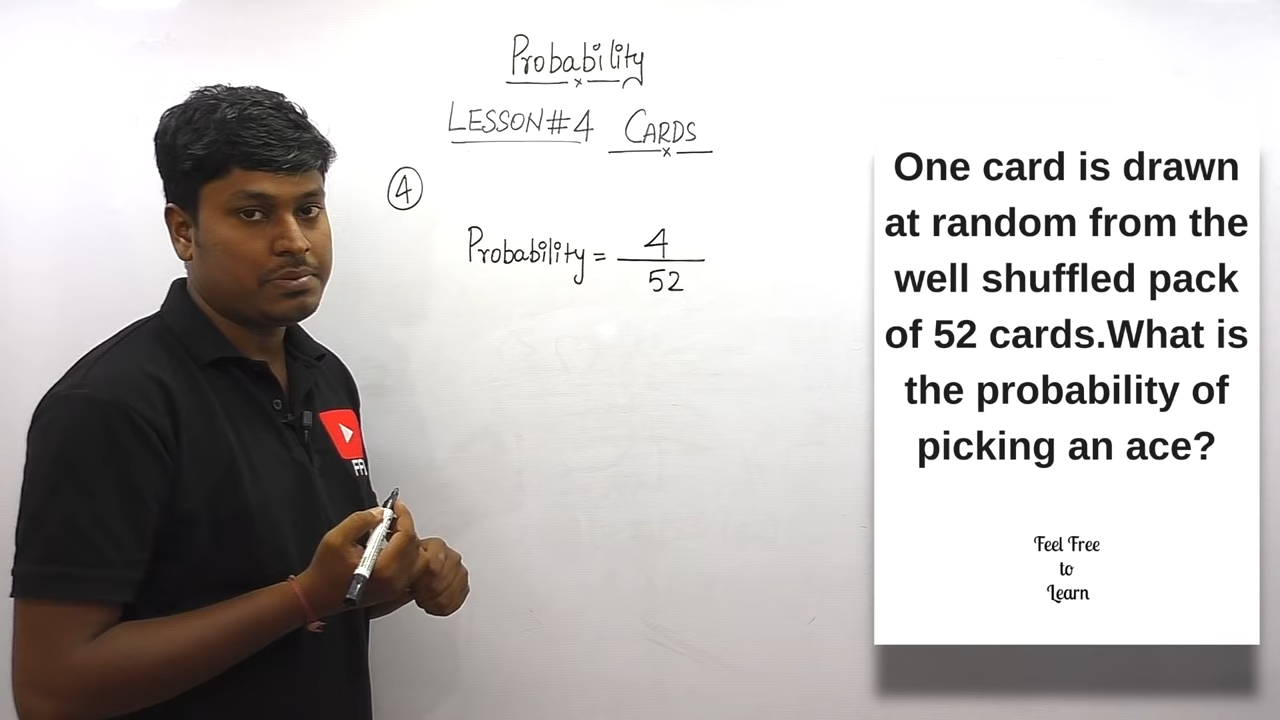 Probability
LESSON#4 CARDS
4
Probability = 4
52
One card is drawn
at random from the
well shuffled pack
of 52 cards.What is
the probability of
picking an ace?
Feel Free
to
Learn